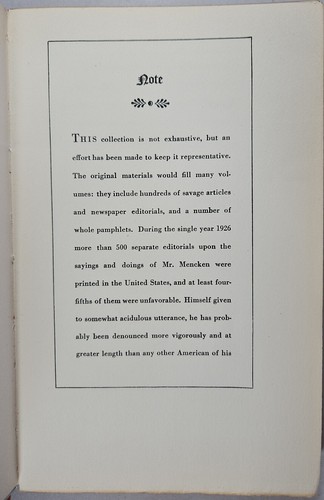 Note
THIS collection is not exhaustive, but an
effort has been made to keep it representative.
The original materials would fill many vol-
umes: they include hundreds of savage articles
and newspaper editorials, and a number of
whole pamphlets. During the single year 1926
more than 500 separate editorials upon the
sayings and doings of Mr. Mencken were
printed in the United States, and at least four-
fifths of them were unfavorable. Himself given
to somewhat acidulous utterance, he has prob-
ably been denounced more vigorously and at
greater length than any other American of his